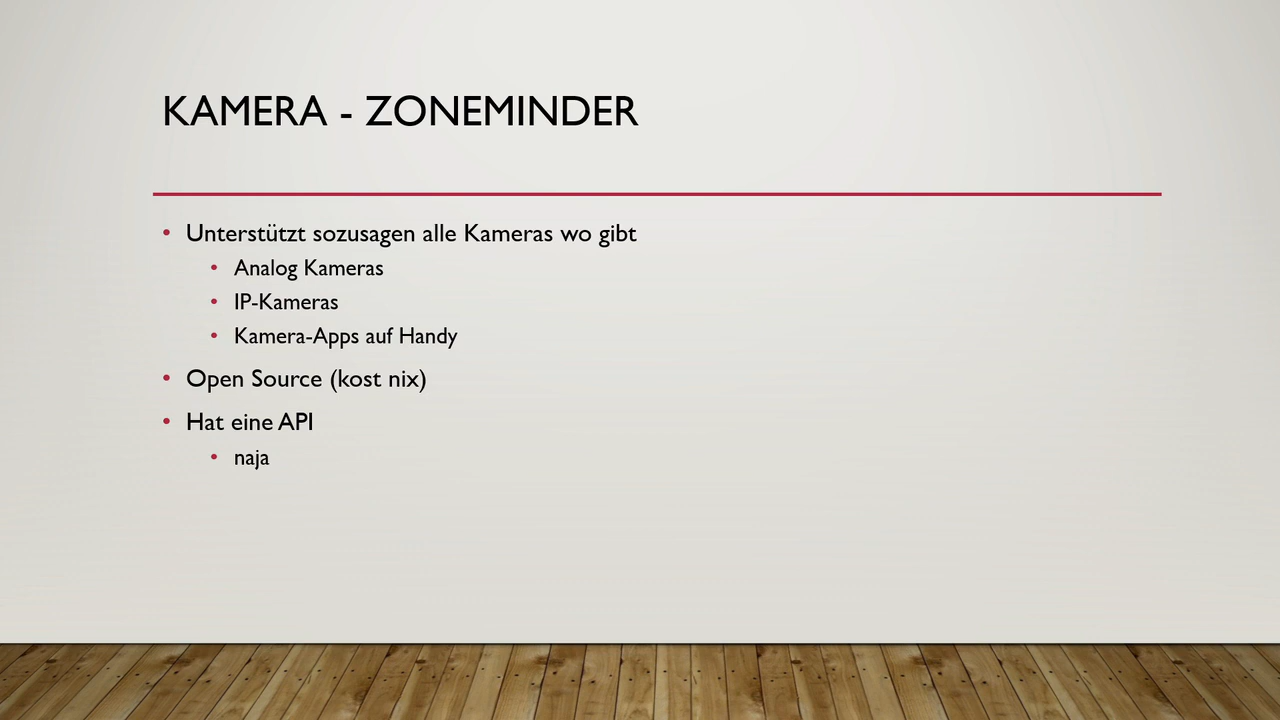 KAMERA - ZONEMINDER
• Unterstützt sozusagen alle Kameras wo gibt
• Analog Kameras
• IP-Kameras
• Kamera-Apps auf Handy
• Open Source (kost nix)
• Hat eine API
• naja